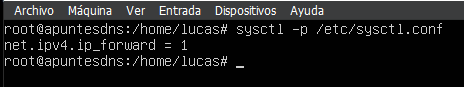 Archivo Máquina Ver Entrada Dispositivos Ayuda
root@apuntesdns:/home/lucas# sysctl -p /etc/sysctl.conf
net.ipv4.ip_forward = 1
root@apuntesdns:/home/lucas# _